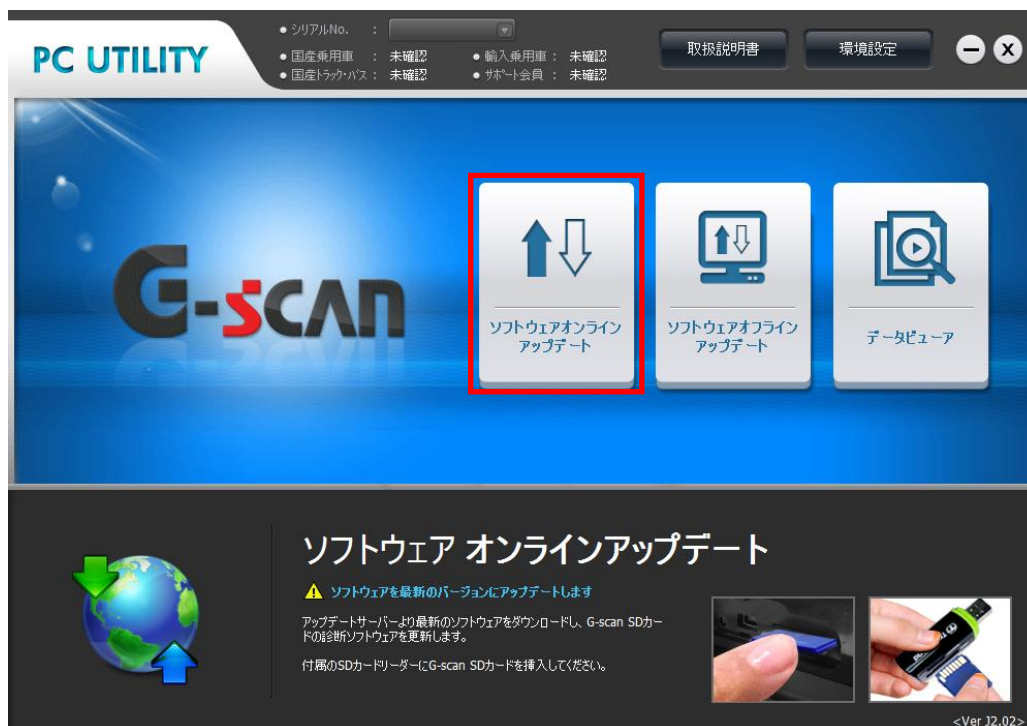 PC UTILITY
● シリアルNo. :
● 国産乗用車 : 未確認 ● 輸入乗用車 : 未確認
● 国産トラック・バス : 未確認 ● サポート会員 : 未確認
取扱説明書
環境設定
G-SCAN
ソフトウェアオンライン
アップデート
ソフトウェアオフライン
アップデート
データビューア
ソフトウェア オンラインアップデート
ソフトウェアを最新のバージョンにアップデートします
アップデートサーバーより最新のソフトウェアをダウンロードし、G-scan SDカー
ドの診断ソフトウェアを更新します。
付属のSDカードリーダーにG-scan SDカードを挿入してください。
<Ver J2.02>